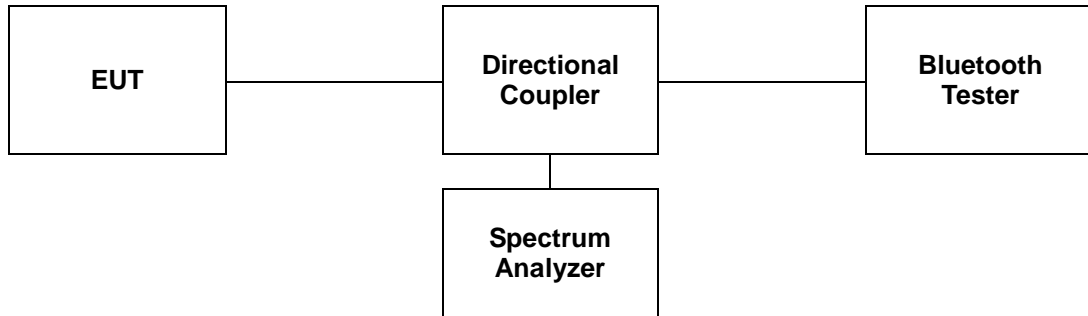 EUT
Directional
Coupler
Bluetooth
Tester
Spectrum
Analyzer